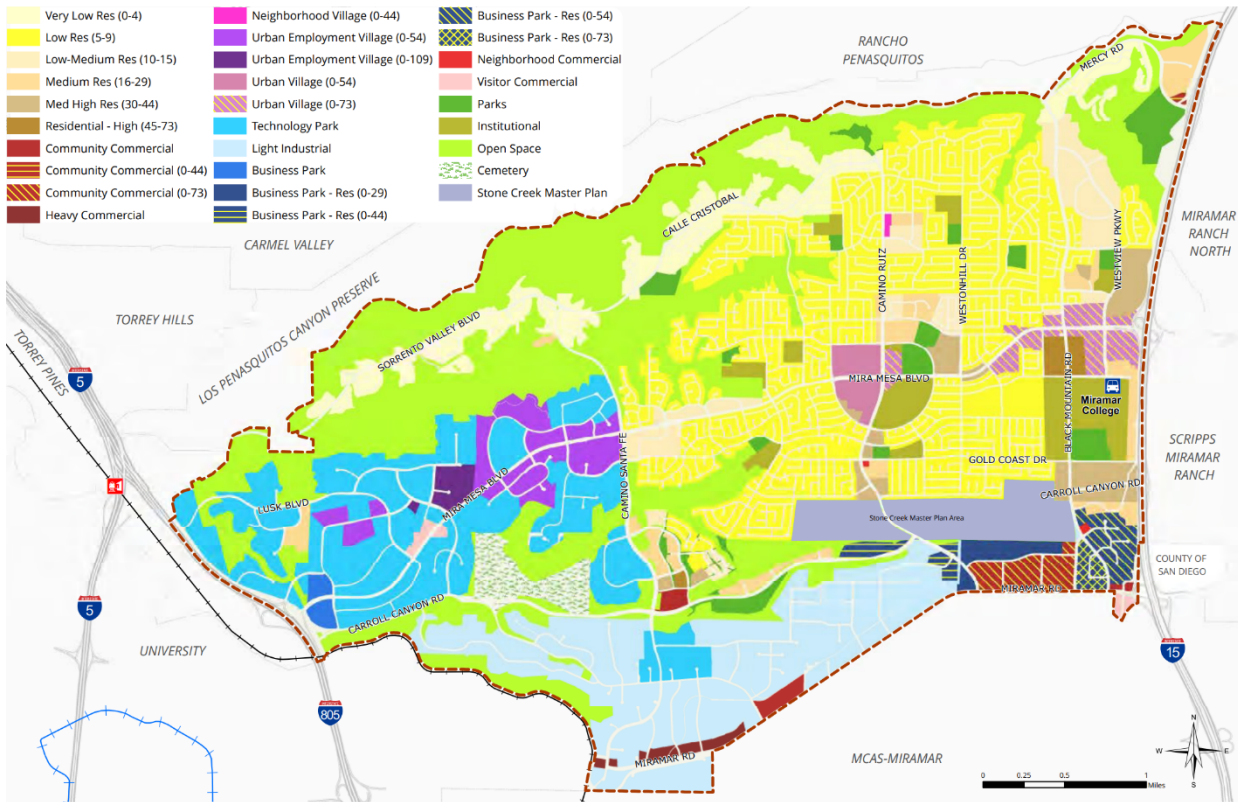 Very Low Res (0-4)
Low Res (5-9)
Low-Medium Res (10-15)
Medium Res (16-29)
Med High Res (30-44)
Residential - High (45-73)
Community Commercial
Community Commercial (0-44)
Community Commercial (0-73)
Heavy Commercial
Neighborhood Village (0-44)
Urban Employment Village (0-54)
Urban Employment Village (0-109)
Urban Village (0-54)
Urban Village (0-73)
Technology Park
Light Industrial
Business Park
Business Park - Res (0-29)
Business Park - Res (0-44)
Business Park - Res (0-54)
Business Park - Res (0-73)
Neighborhood Commercial
Visitor Commercial
Parks
Institutional
Open Space
Cemetery
Stone Creek Master Plan
RANCHO
PENASQUITOS
MERCY RD
CARMEL VALLEY
CALLE CRISTOBAL
MIRAMAR
RANCH
NORTH
WESTVIEW PKWY
CAMINO RUIZ
WESTONHILL DR
TORREY HILLS
LOS PENASQUITOS CANYON PRESERVE
SORRENTO VALLEY BLVD
TORREY PINES
5
MIRA MESA BLVD
BLACK MOUNTAIN RD
Miramar
College
SCRIPPS
MIRAMAR
RANCH
GOLD COAST DR
CARROLL CANYON RD
CAMINO SANTA FE
MIRA MESA BLVD
LUSK BLVD
Stone Creek Master Plan Area
COUNTY OF
SAN DIEGO
MIRAMAR RD
CARROLL CANYON RD
5
UNIVERSITY
15
805
MIRAMAR RD
MCAS-MIRAMAR
N
W
E
S
0
0.25
0.5
1
Miles